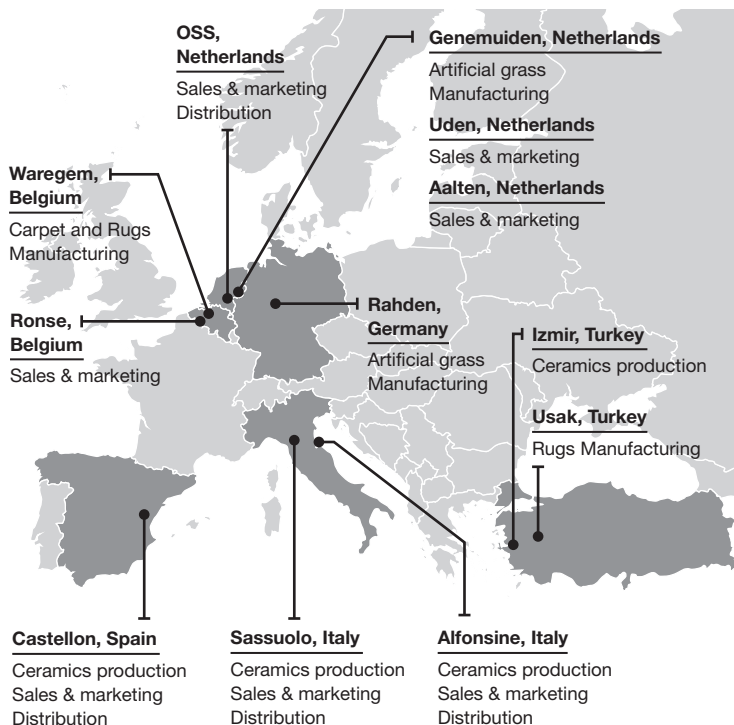 OSS,
Netherlands
Sales & marketing
Distribution
Genemuiden, Netherlands
Artificial grass
Manufacturing
Uden, Netherlands
Sales & marketing
Aalten, Netherlands
Sales & marketing
Waregem,
Belgium
Carpet and Rugs
Manufacturing
Ronse,
Belgium
Sales & marketing
Rahden,
Germany
Artificial grass
Manufacturing
Izmir, Turkey
Ceramics production
Usak, Turkey
Rugs Manufacturing
Castellon, Spain
Ceramics production
Sales & marketing
Distribution
Sassuolo, Italy
Ceramics production
Sales & marketing
Distribution
Alfonsine, Italy
Ceramics production
Sales & marketing
Distribution